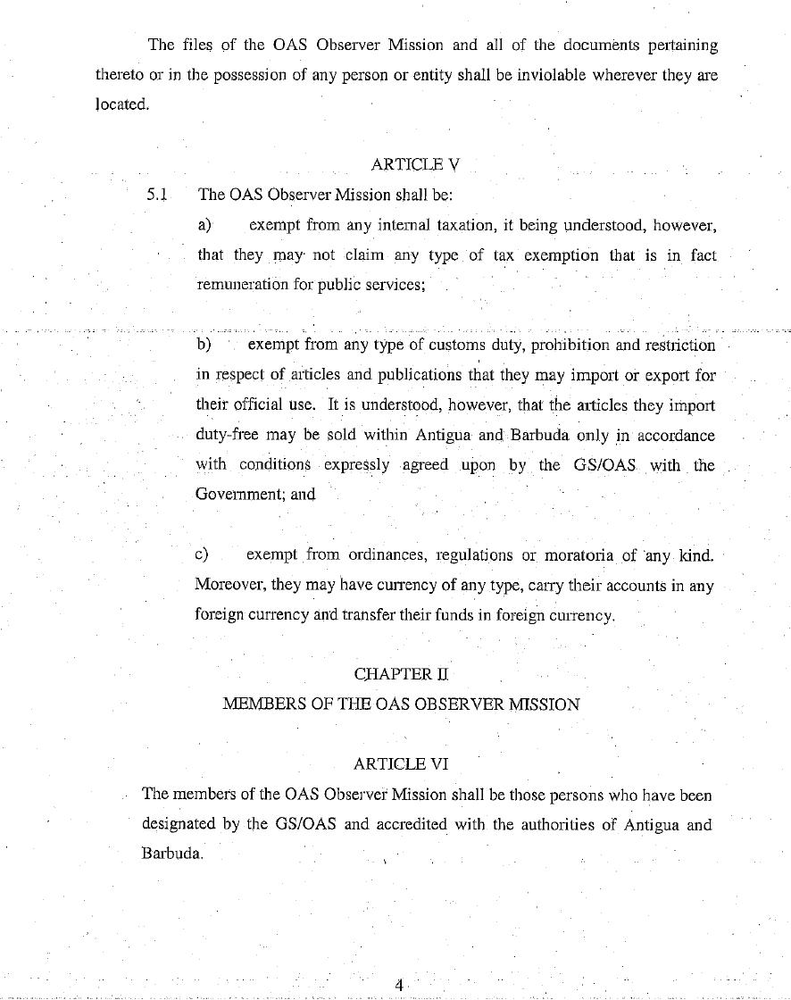 The files of the OAS Observer Mission and all of the documents pertaining
thereto or in the possession of any person or entity shall be inviolable wherever they are
located.
ARTICLE V
5.1 The OAS Observer Mission shall be:
a) exempt from any internal taxation, it being understood, however,
that they may not claim any type of tax exemption that is in fact
remuneration for public services;
b) exempt from any type of customs duty, prohibition and restriction
in respect of articles and publications that they may import or export for
their official use. It is understood, however, that the articles they import
duty-free may be sold within Antigua and Barbuda only in accordance
with conditions expressly agreed upon by the GS/OAS with the
Government; and
c) exempt from ordinances, regulations or moratoria of any kind.
Moreover, they may have currency of any type, carry their accounts in any
foreign currency and transfer their funds in foreign currency.
CHAPTER II
MEMBERS OF THE OAS OBSERVER MISSION
ARTICLE VI
The members of the OAS Observer Mission shall be those persons who have been
designated by the GS/OAS and accredited with the authorities of Antigua and
Barbuda.
4